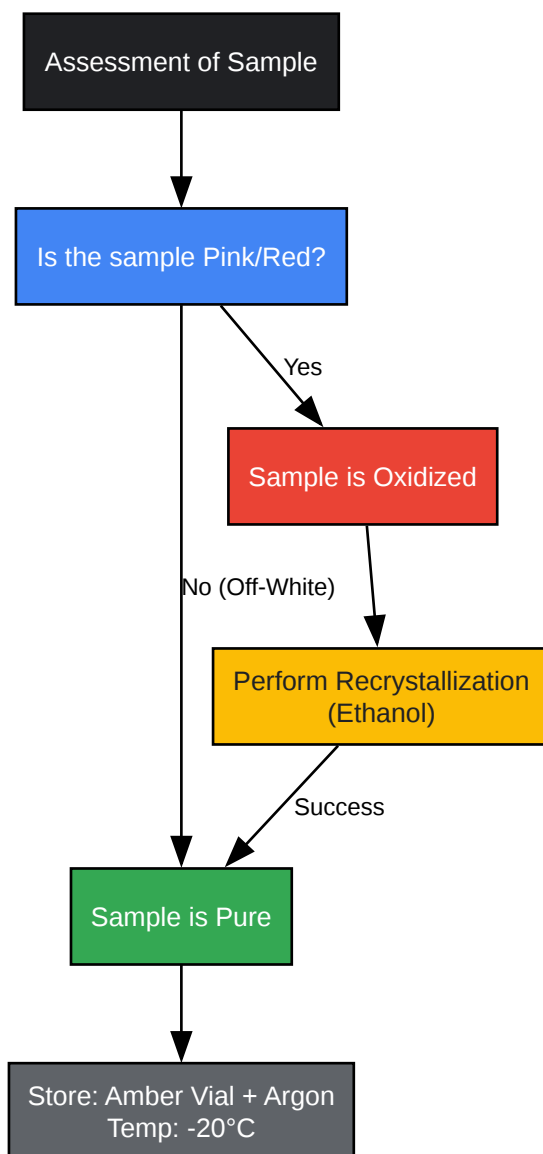 Assessment of Sample
Is the sample Pink/Red?
Yes
Sample is Oxidized
No (Off-White)
Perform Recrystallization
(Ethanol)
Success
Sample is Pure
Store: Amber Vial + Argon
Temp: -20°C